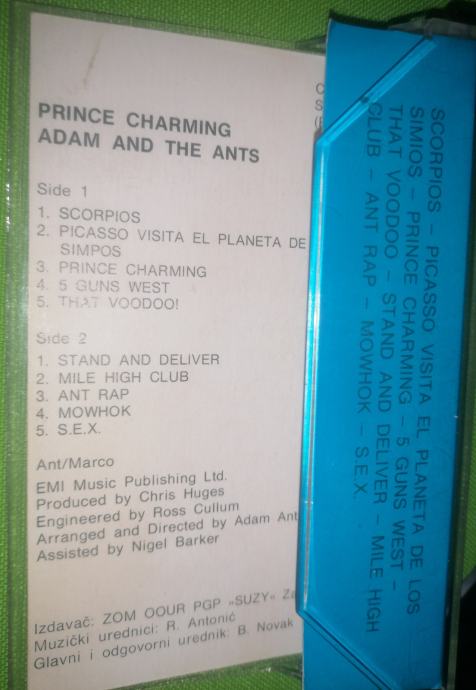 PRINCE CHARMING
ADAM AND THE ANTS
Side 1
1. SCORPIOS
2. PICASSO VISITA EL PLANETA DE
SIMPOS
3. PRINCE CHARMING
4. 5 GUNS WEST
5. THAT VOODOO!
Side 2
1. STAND AND DELIVER
2. MILE HIGH CLUB
3. ANT RAP
4. MOWHOK
5. S.E.X.
Ant/Marco
EMI Music Publishing Ltd.
Produced by Chris Huges
Engineered by Ross Cullum
Arranged and Directed by Adam Ant
Assisted by Nigel Barker
Izdavač: ZOM OOUR PGP »SUZY«
Muzički urednici: R. Antonić
Glavni i odgovorni urednik: B. Novak
SCORPIOS – PICASSO VISITA EL PLANETA DE LOS
SIMIOS – PRINCE CHARMING – 5 GUNS WEST –
THAT VOODOO – STAND AND DELIVER – MILE HIGH
CLUB – ANT RAP – MOWHOK – S.E.X.